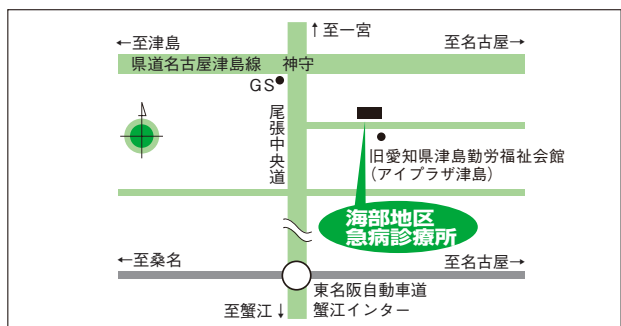 ↑至一宮
←至津島
至名古屋→
県道名古屋津島線 神守
GS
尾張中央道
旧愛知県津島勤労福祉会館
(アイプラザ津島)
海部地区
急病診療所
←至桑名
至名古屋→
東名阪自動車道
蟹江インター
至蟹江↓